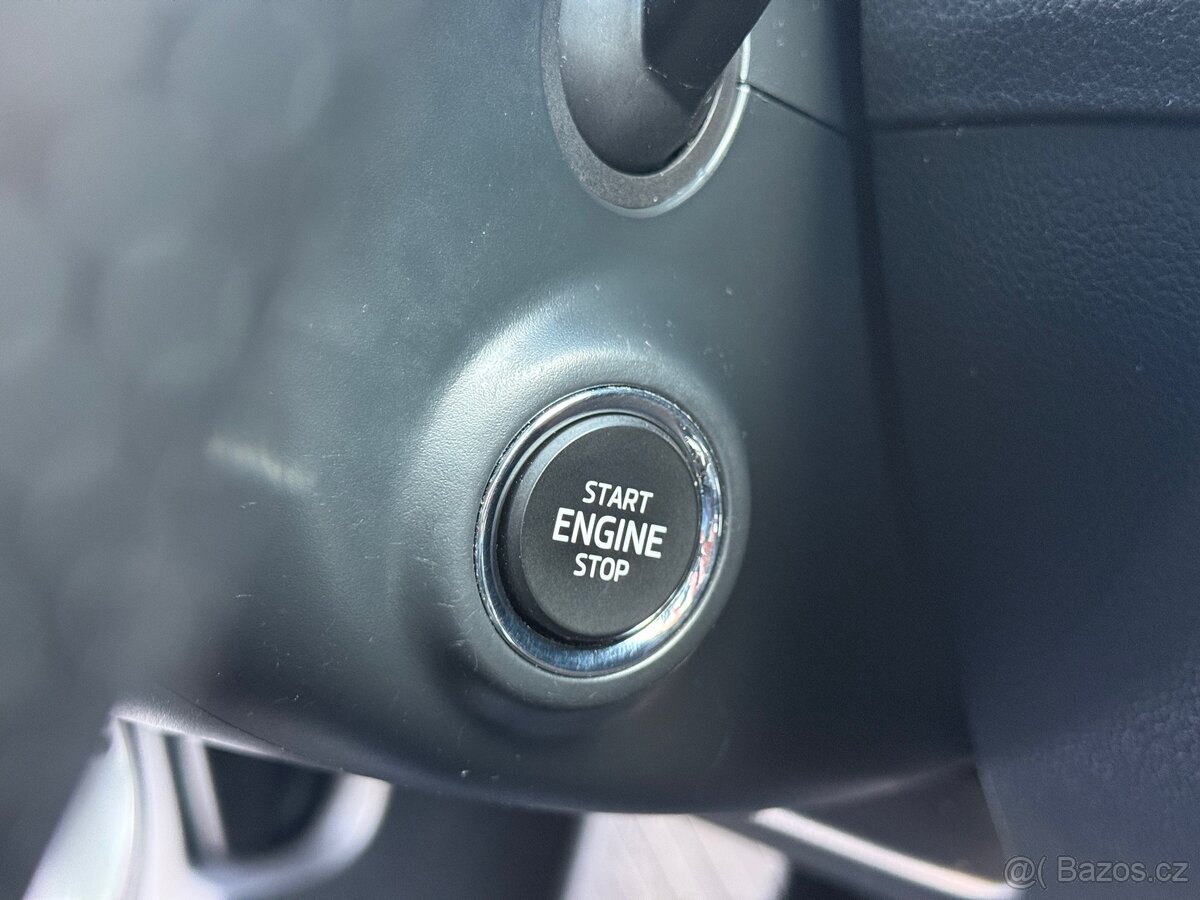 START
ENGINE
STOP
@( Bazos.cz